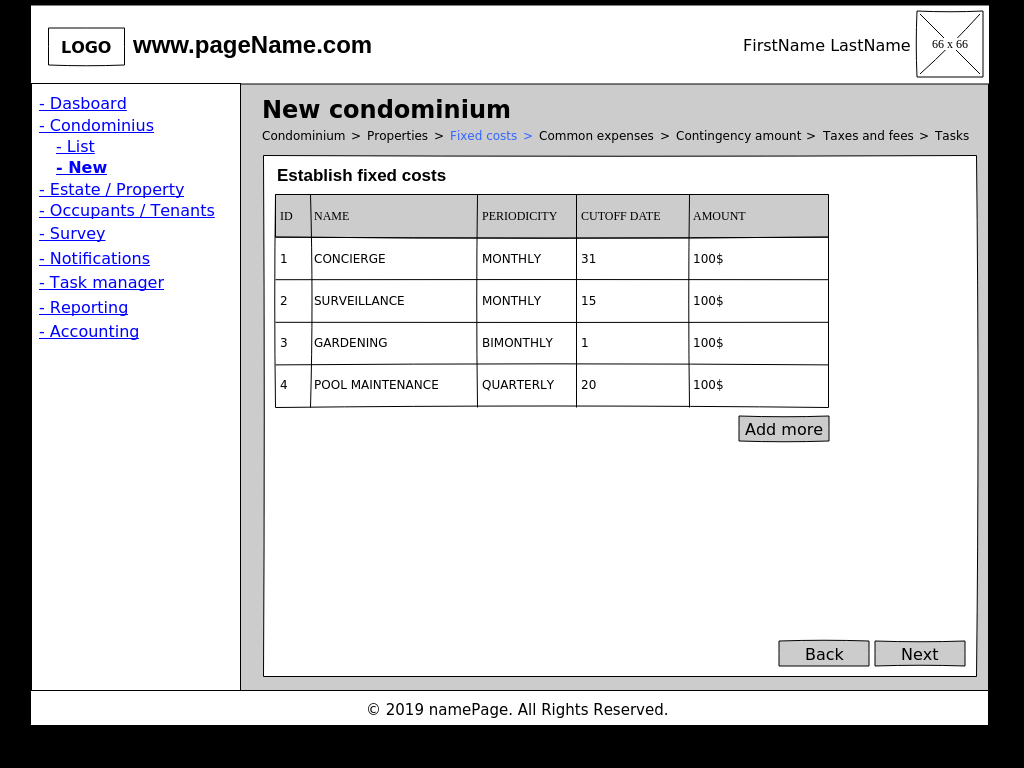 LOGO www.pageName.com FirstName LastName 66 x 66
- Dasboard
- Condominius
- List
- New
- Estate / Property
- Occupants / Tenants
- Survey
- Notifications
- Task manager
- Reporting
- Accounting
New condominium
Condominium > Properties > Fixed costs > Common expenses > Contingency amount > Taxes and fees > Tasks
Establish fixed costs
ID NAME PERIODICITY CUTOFF DATE AMOUNT
1 CONCIERGE MONTHLY 31 100$
2 SURVEILLANCE MONTHLY 15 100$
3 GARDENING BIMONTHLY 1 100$
4 POOL MAINTENANCE QUARTERLY 20 100$
Add more
Back Next
© 2019 namePage. All Rights Reserved.